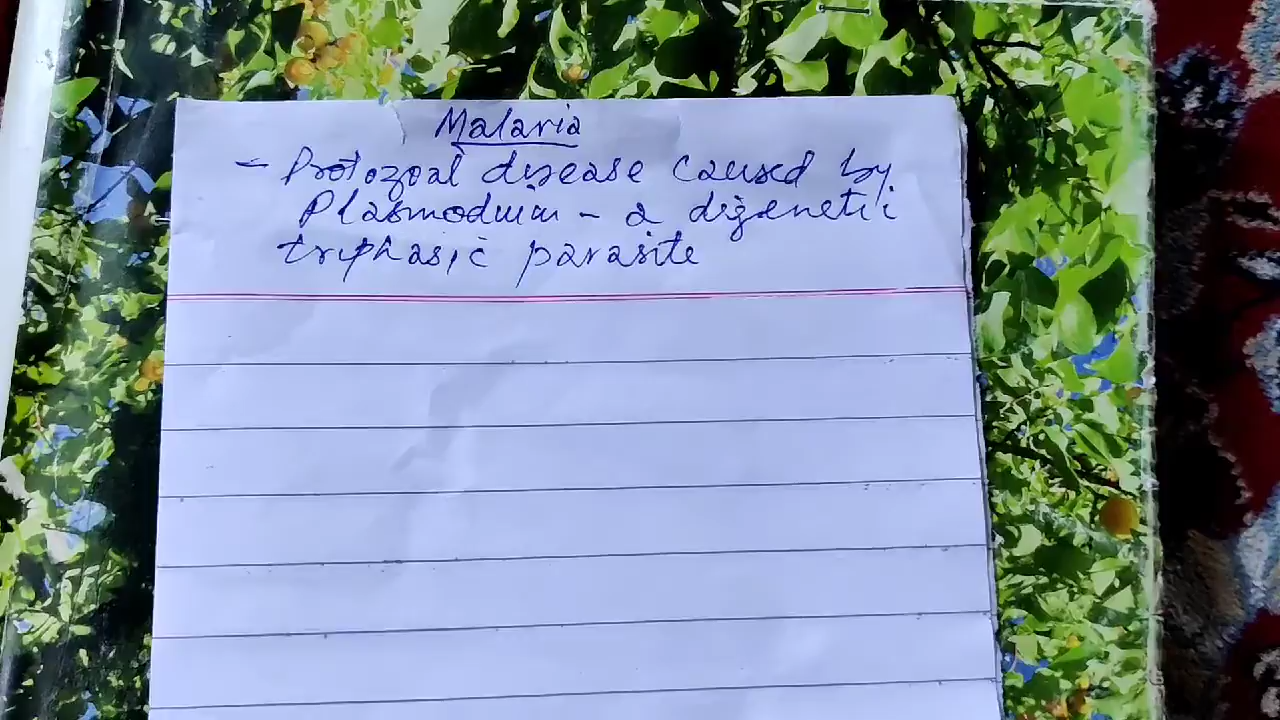 Malaria
- Protozoal disease caused by
Plasmodium - a digenetic
triphasic parasite